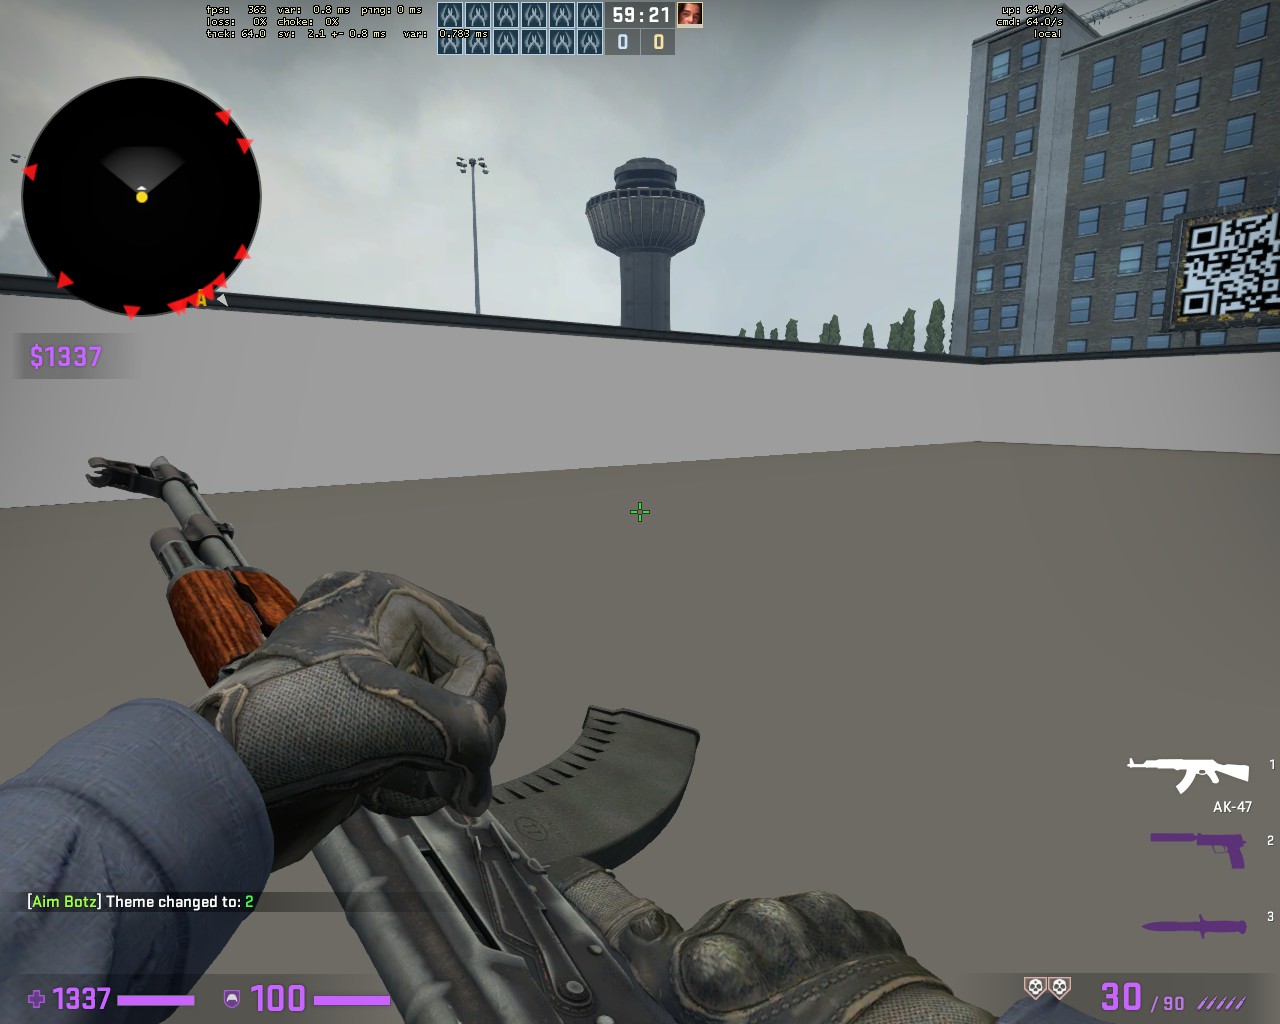 fps: 362 var: 0.8 ms ping: 0 ms
loss: 0% choke: 0%
tick: 64.0 sv: 2.1 +- 0.8 ms var: 0.783 ms
59:21
0 0
up: 64.0/s
cmd: 64.0/s
local
A
$1337
1
AK-47
2
3
[Aim Botz] Theme changed to: 2
1337
100
30 / 90